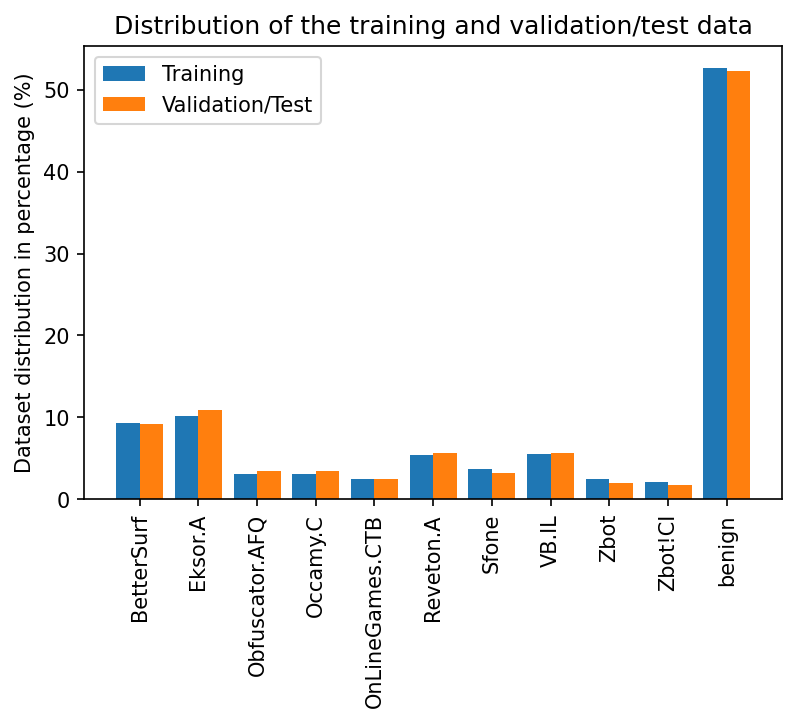 Distribution of the training and validation/test data
Training
Validation/Test
Dataset distribution in percentage (%)
50
40
30
20
10
0
BetterSurf
Eksor.A
Obfuscator.AFQ
Occamy.C
OnLineGames.CTB
Reveton.A
Sfone
VB.IL
Zbot
Zbot!CI
benign